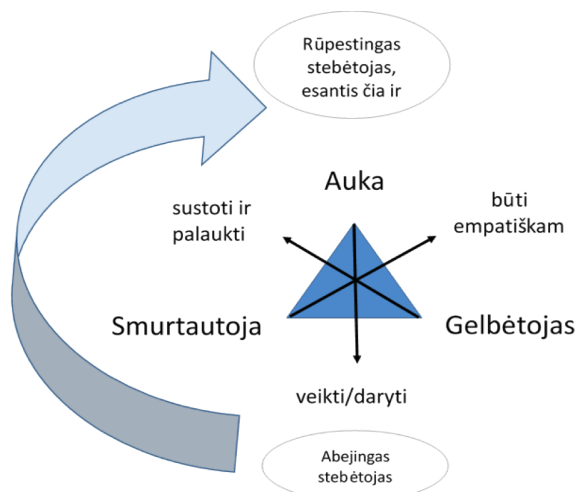 Rūpestingas
stebėtojas,
esantis čia ir
Auka
sustoti ir
palaukti
būti
empatiškam
Smurtautoja
Gelbėtojas
veikti/daryti
Abejingas
stebėtojas